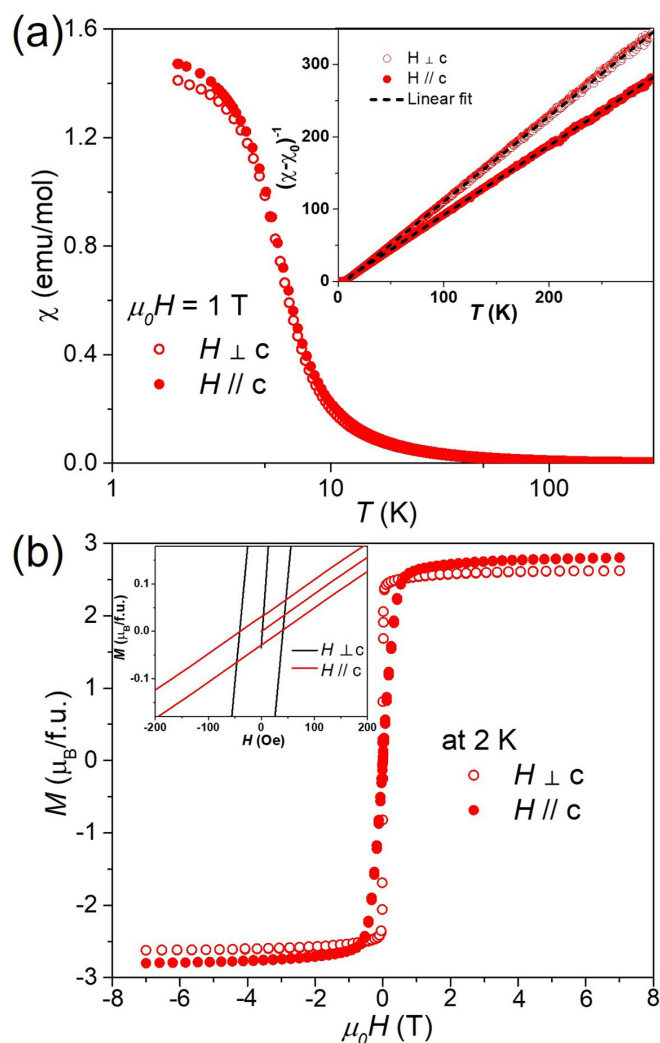 (a)
1.6
1.2
0.8
0.4
0.0
χ (emu/mol)
1
10
100
T (K)
μ₀H = 1 T
H ⊥ c
H // c
300
200
100
0
(χ-χ₀)⁻¹
0
100
200
T (K)
H ⊥ c
H // c
Linear fit
(b)
3
2
1
0
-1
-2
-3
M (μB/f.u.)
-8
-6
-4
-2
0
2
4
6
8
μ₀H (T)
at 2 K
H ⊥ c
H // c
0.1
0.0
-0.1
M (μB/f.u.)
-200
-100
0
100
200
H (Oe)
H ⊥ c
H // c